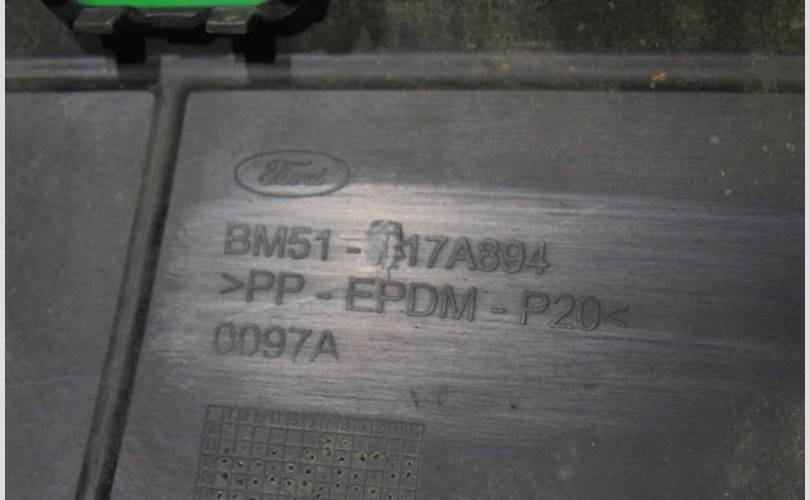 Ford
BM51 - 17A894
>PP - EPDM - P20<
0097A